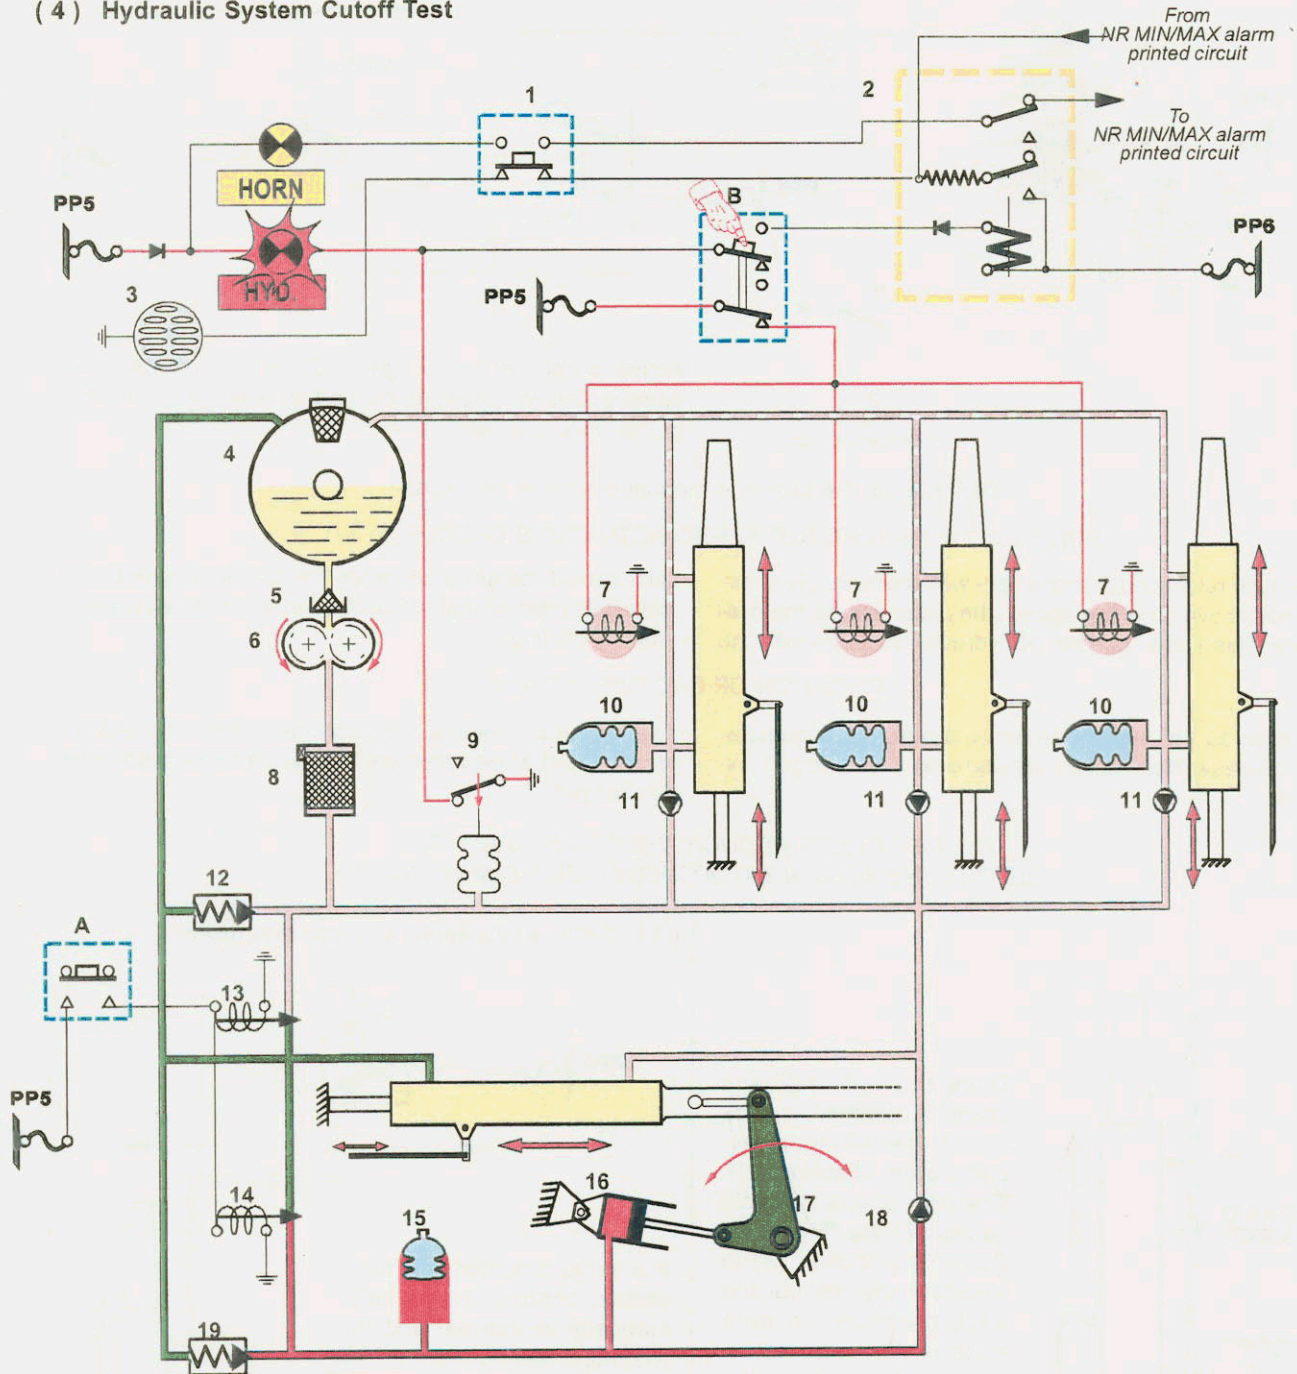 ( 4 ) Hydraulic System Cutoff Test
From
NR MIN/MAX alarm
printed circuit
1
2
To
NR MIN/MAX alarm
printed circuit
HORN
PP5
B
PP6
HYD.
3
PP5
4
5
7
7
7
6
10
10
10
9
8
11
11
11
12
A
13
PP5
14
15
16
17
18
19